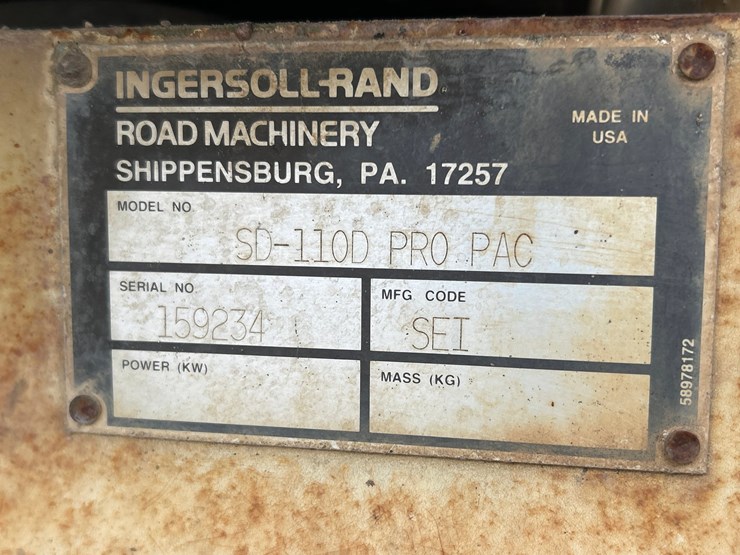 INGERSOLL-RAND
ROAD MACHINERY
SHIPPENSBURG, PA. 17257
MADE IN
USA
MODEL NO
SD-110D PRO PAC
SERIAL NO.
159234
MFG CODE
SEI
POWER (KW)
MASS (KG)
58978172